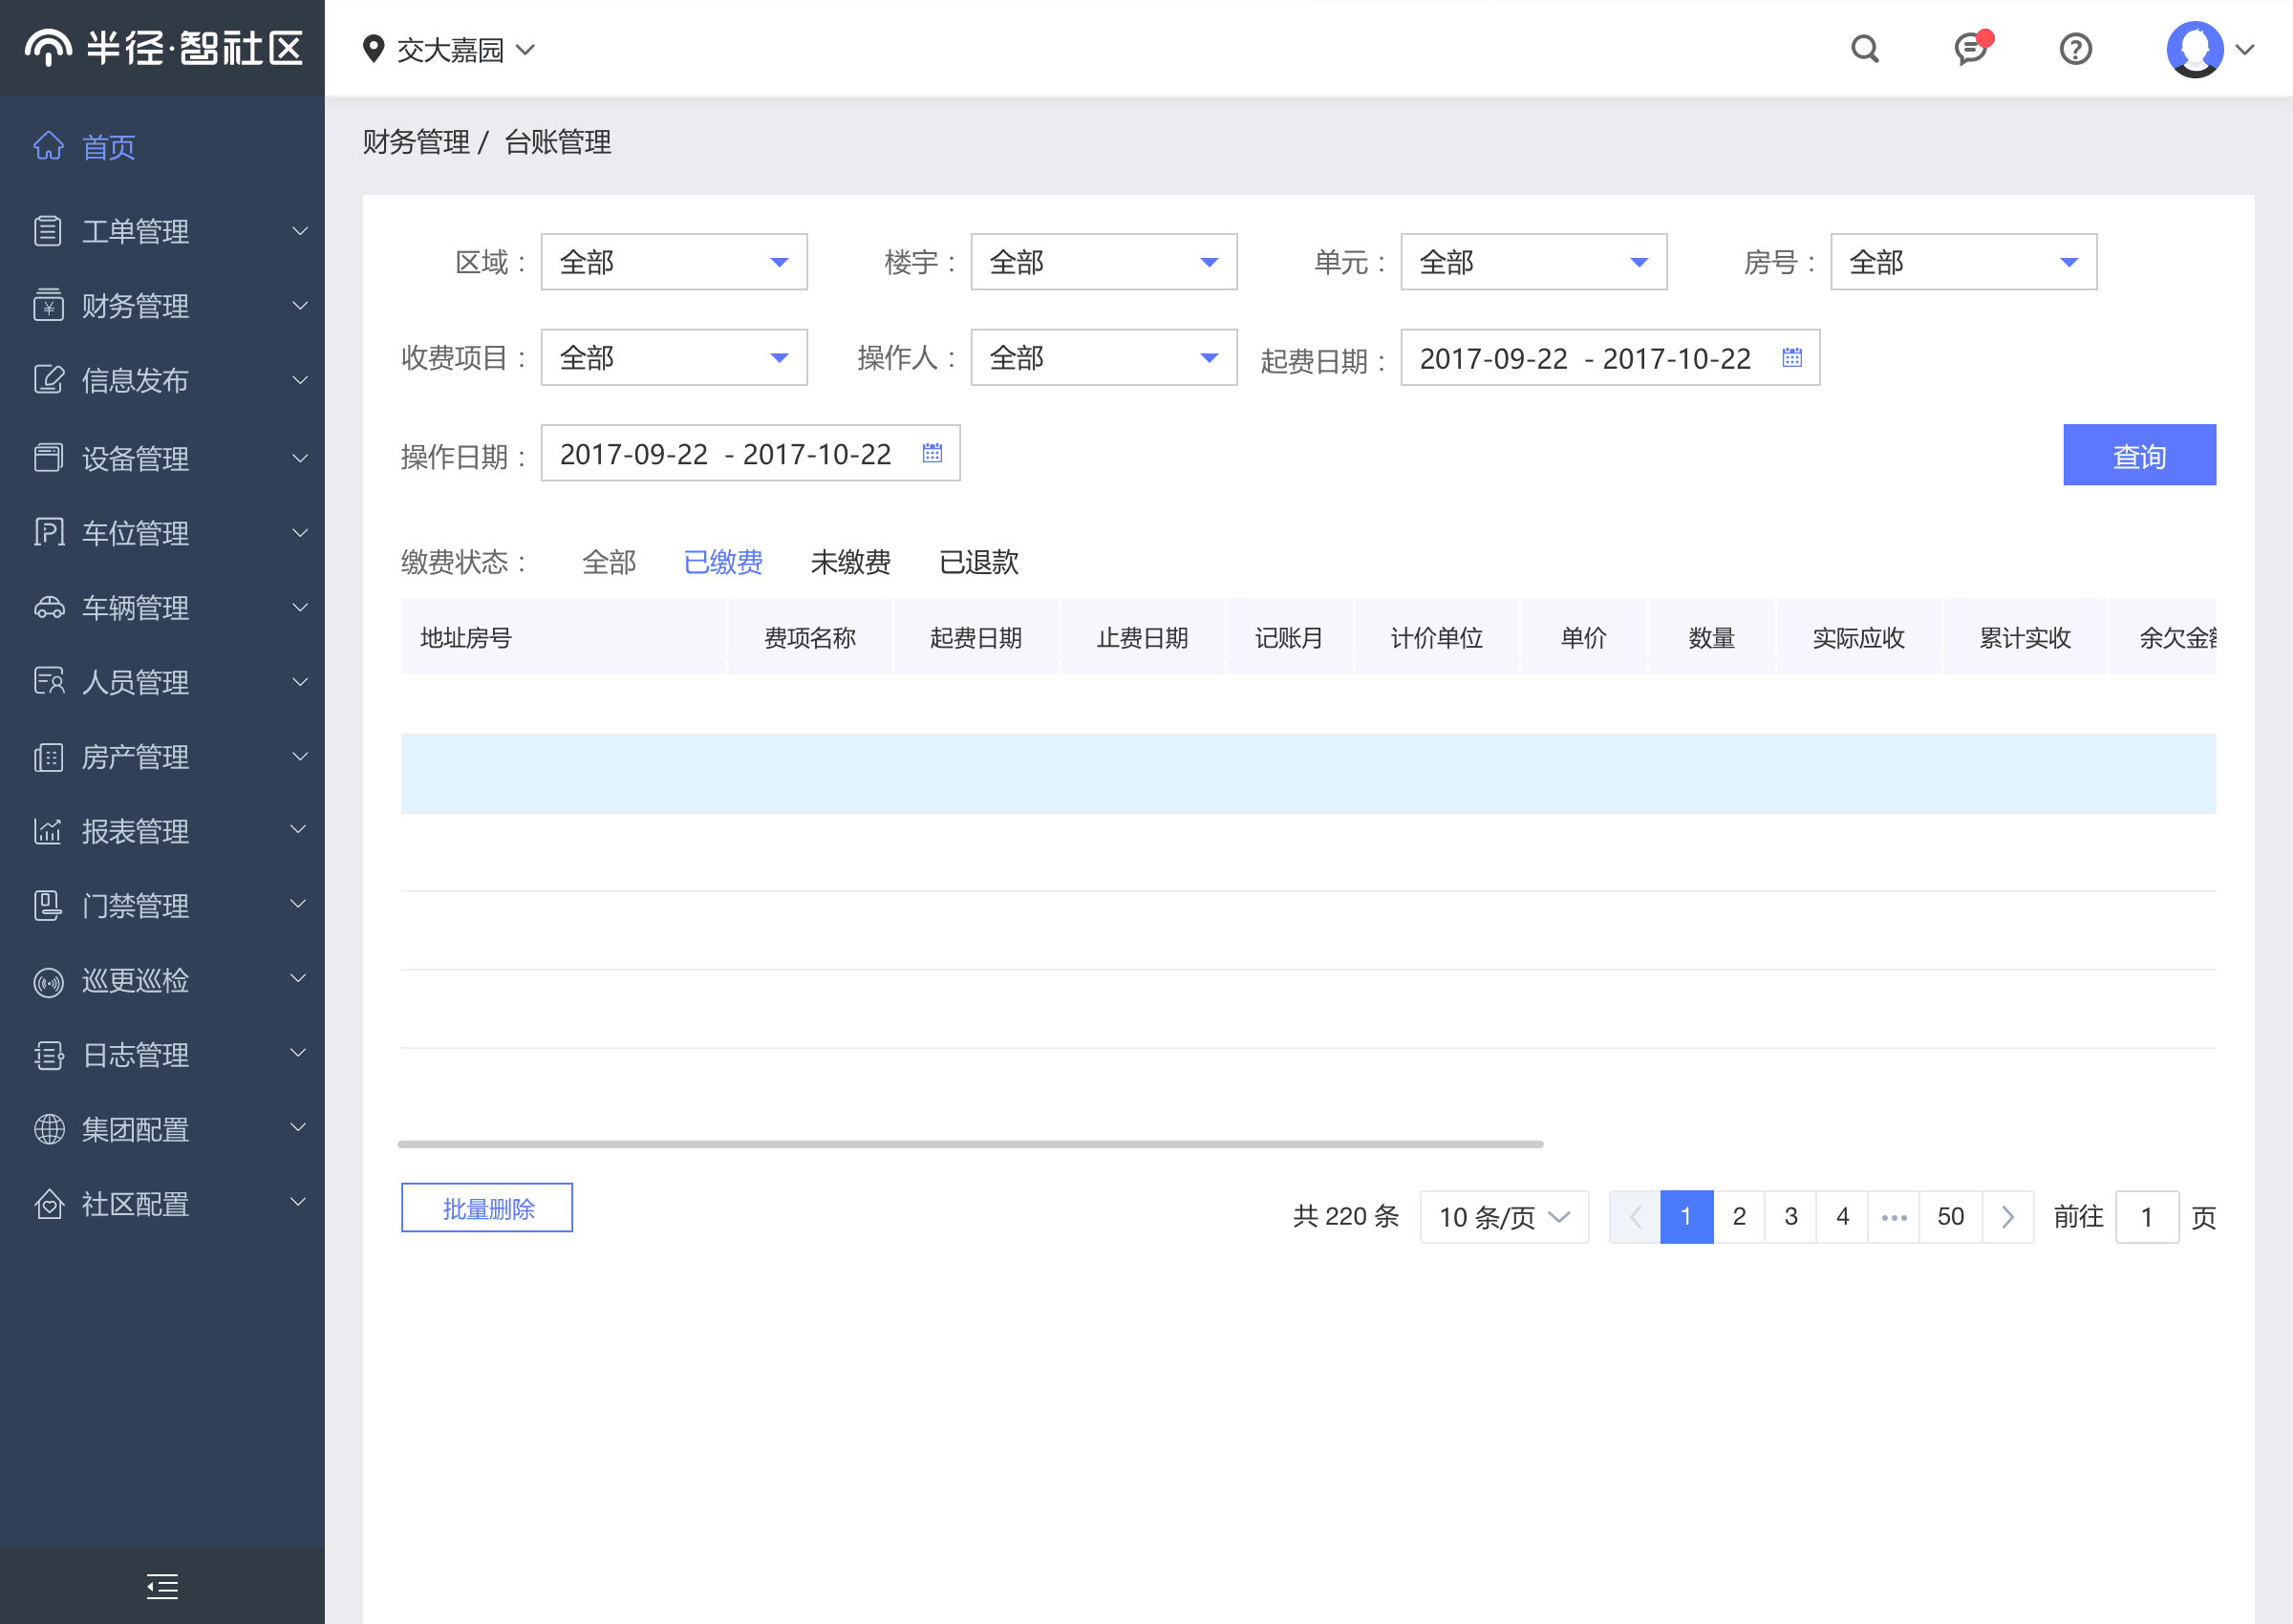 半径·智社区
交大嘉园
首页
工单管理
财务管理
信息发布
设备管理
车位管理
车辆管理
人员管理
房产管理
报表管理
门禁管理
巡更巡检
日志管理
集团配置
社区配置
财务管理 / 台账管理
区域： 全部 楼宇： 全部 单元： 全部 房号： 全部
收费项目： 全部 操作人： 全部 起费日期： 2017-09-22 - 2017-10-22
操作日期： 2017-09-22 - 2017-10-22 查询
缴费状态： 全部 已缴费 未缴费 已退款
地址房号 费项名称 起费日期 止费日期 记账月 计价单位 单价 数量 实际应收 累计实收 余欠金额
批量删除 共 220 条 10 条/页 1 2 3 4 ••• 50 前往 1 页